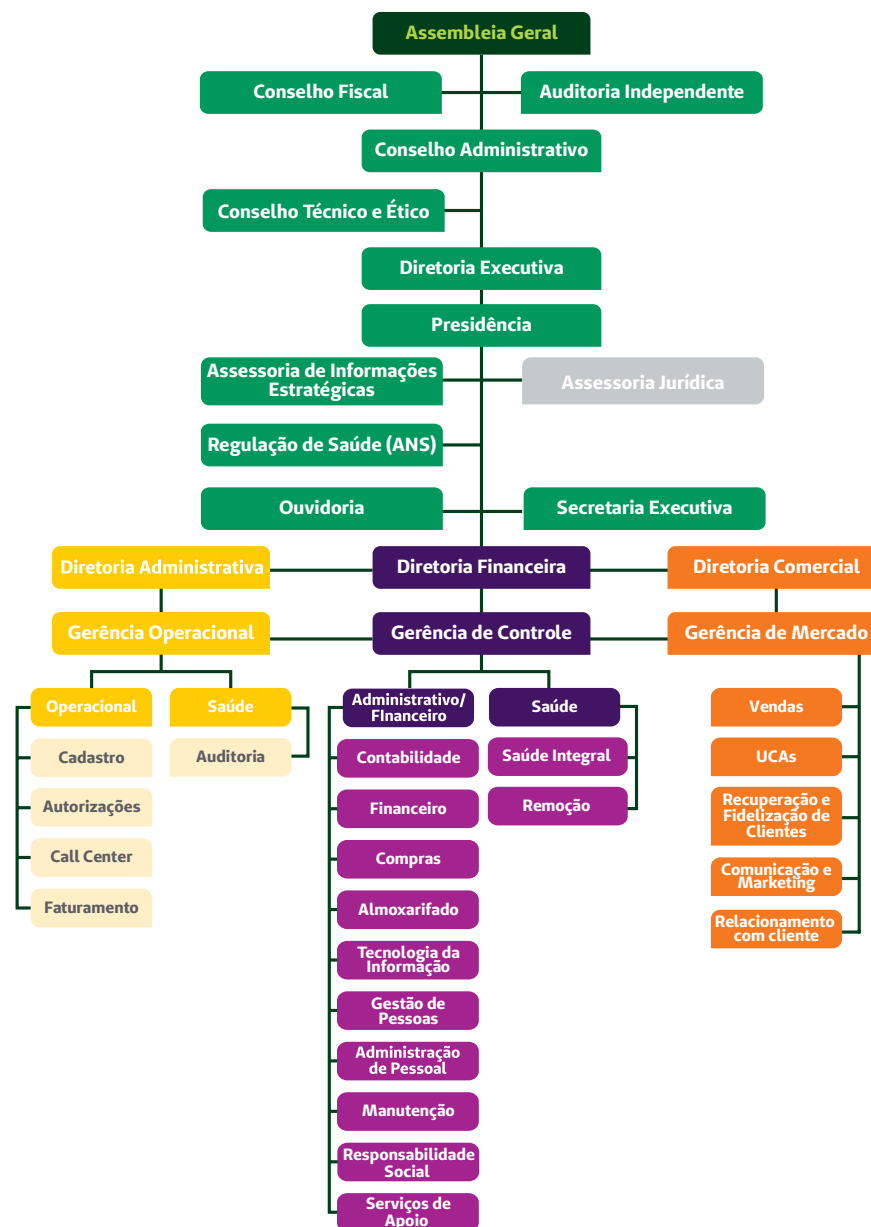 Assembleia Geral
Conselho Fiscal
Auditoria Independente
Conselho Administrativo
Conselho Técnico e Ético
Diretoria Executiva
Presidência
Assessoria de Informações
Estratégicas
Assessoria Jurídica
Regulação de Saúde (ANS)
Ouvidoria
Secretaria Executiva
Diretoria Administrativa
Diretoria Financeira
Diretoria Comercial
Gerência Operacional
Gerência de Controle
Gerência de Mercado
Operacional
Cadastro
Autorizações
Call Center
Faturamento
Saúde
Auditoria
Administrativo/
FInanceiro
Contabilidade
Financeiro
Compras
Almoxarifado
Tecnologia da
Informação
Gestão de
Pessoas
Administração
de Pessoal
Manutenção
Responsabilidade
Social
Serviços de
Apoio
Saúde
Saúde Integral
Remoção
Vendas
UCAs
Recuperação e
Fidelização de
Clientes
Comunicação e
Marketing
Relacionamento
com cliente